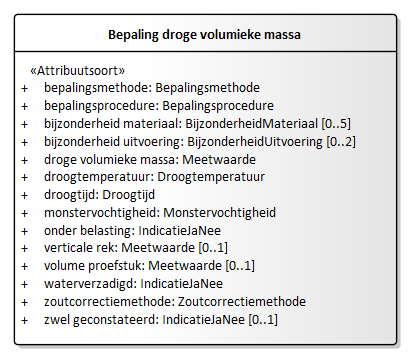 Bepaling droge volumieke massa
«Attribuutsoort»
+ bepalingsmethode: Bepalingsmethode
+ bepalingsprocedure: Bepalingsprocedure
+ bijzonderheid materiaal: BijzonderheidMateriaal [0..5]
+ bijzonderheid uitvoering: BijzonderheidUitvoering [0..2]
+ droge volumieke massa: Meetwaarde
+ droogtemperatuur: Droogtemperatuur
+ droogtijd: Droogtijd
+ monstervochtigheid: Monstervochtigheid
+ onder belasting: IndicatieJaNee
+ verticale rek: Meetwaarde [0..1]
+ volume proefstuk: Meetwaarde [0..1]
+ waterverzadigd: IndicatieJaNee
+ zoutcorrectiemethode: Zoutcorrectiemethode
+ zwel geconstateerd: IndicatieJaNee [0..1]